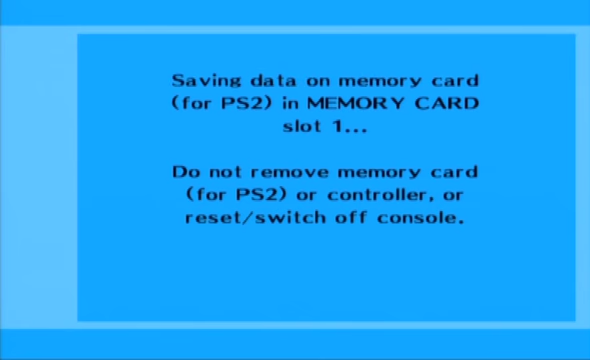 Saving data on memory card
(for PS2) in MEMORY CARD
slot 1...
Do not remove memory card
(for PS2) or controller, or
reset/switch off console.